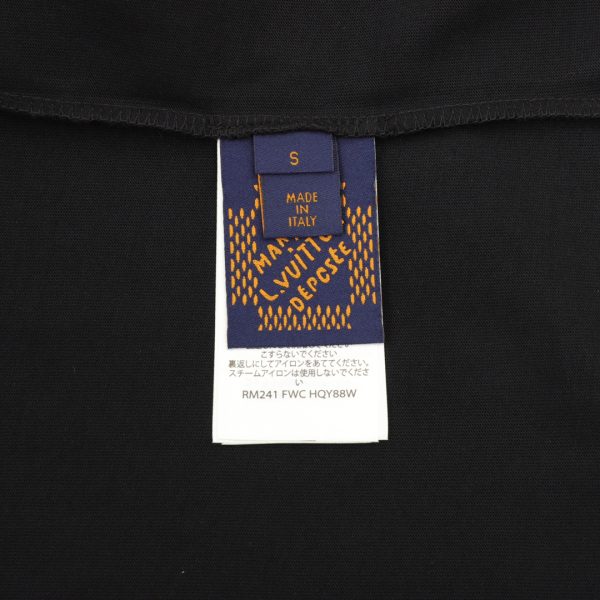 S
MADE
IN
ITALY
L.VUITTON
DÉPOSÉE
こすらないでください
裏返しにしてアイロンをあててください。
スチームアイロンは使用しないでくださ
い
RM241 FWC HQY88W